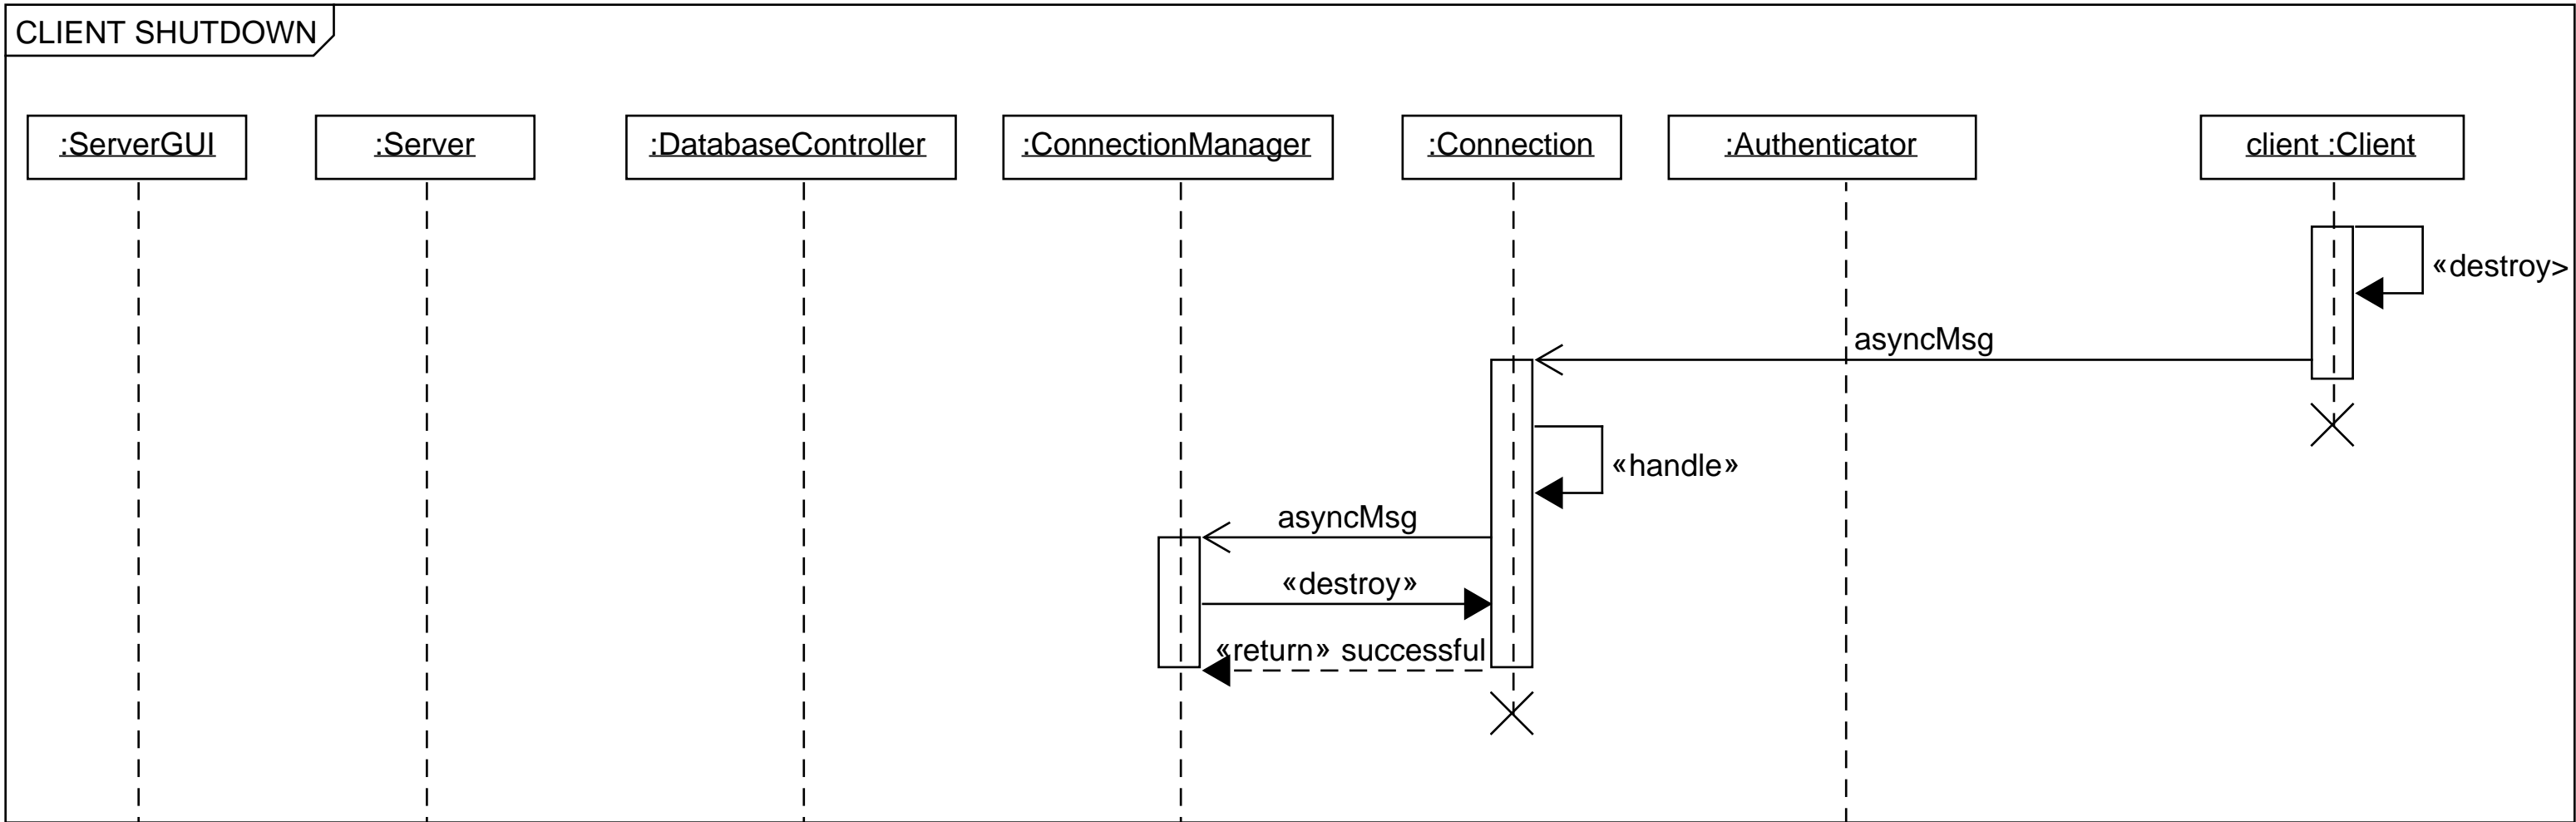 CLIENT SHUTDOWN
:ServerGUI
:Server
:DatabaseController
:ConnectionManager
:Connection
:Authenticator
client :Client
«destroy>
asyncMsg
«handle»
asyncMsg
«destroy»
«return» successful